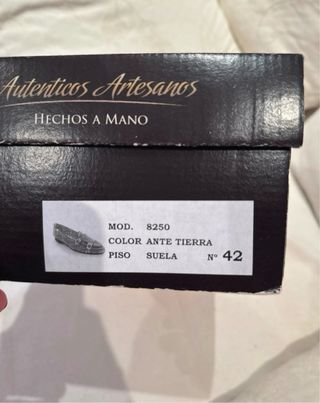 Autenticos Artesanos
HECHOS A MANO
MOD. 8250
COLOR ANTE TIERRA
PISO SUELA Nº 42